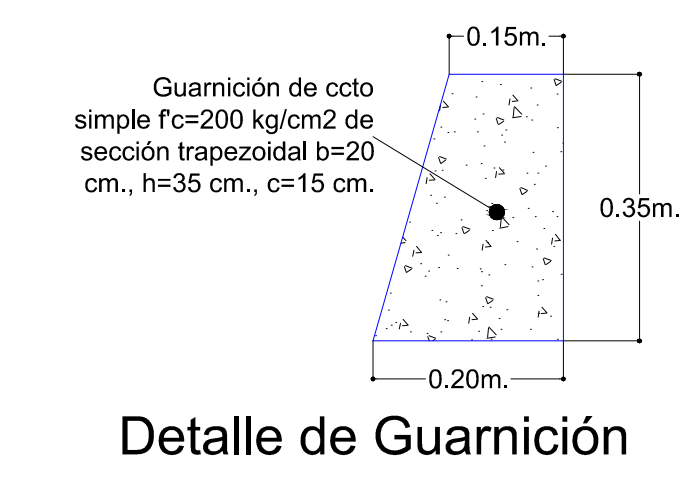 0.15m.
Guarnición de ccto
simple f'c=200 kg/cm2 de
sección trapezoidal b=20
cm., h=35 cm., c=15 cm.
0.35m.
0.20m.
Detalle de Guarnición